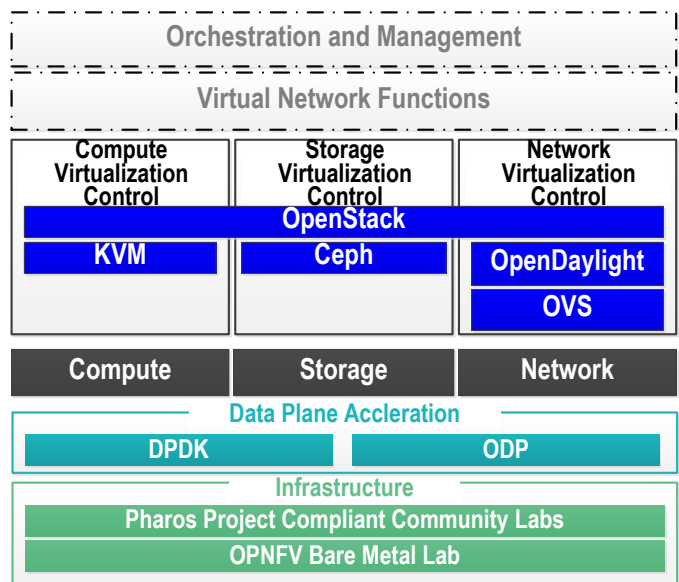 Orchestration and Management
Virtual Network Functions
Compute
Virtualization
Control
Storage
Virtualization
Control
Network
Virtualization
Control
OpenStack
KVM
Ceph
OpenDaylight
OVS
Compute
Storage
Network
Data Plane Accleration
DPDK
ODP
Infrastructure
Pharos Project Compliant Community Labs
OPNFV Bare Metal Lab